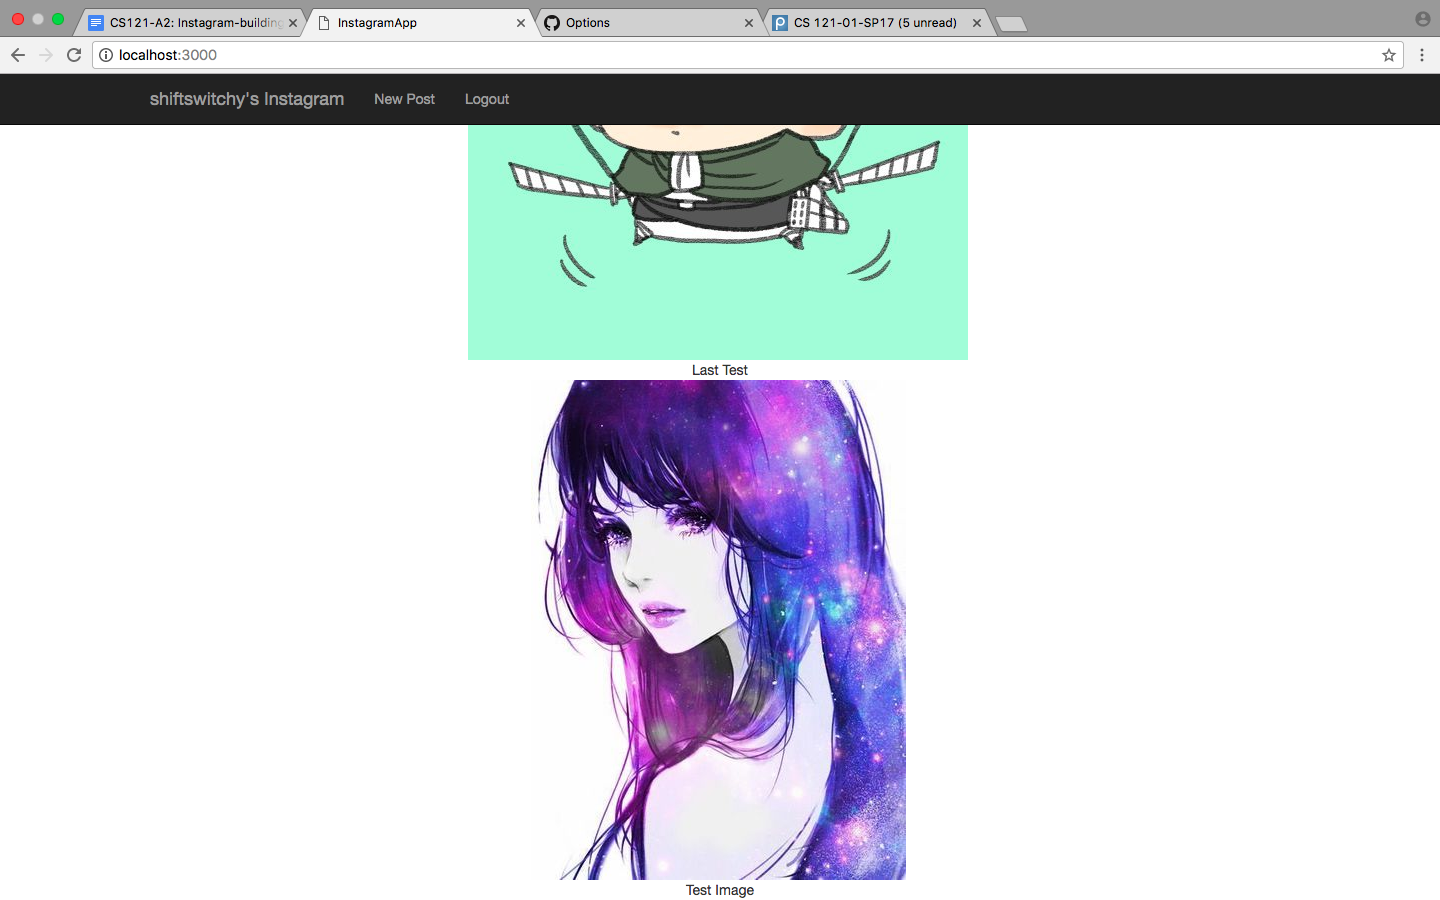 CS121-A2: Instagram-building
InstagramApp
Options
CS 121-01-SP17 (5 unread)
localhost:3000
shiftswitchy's Instagram
New Post
Logout
Last Test
Test Image